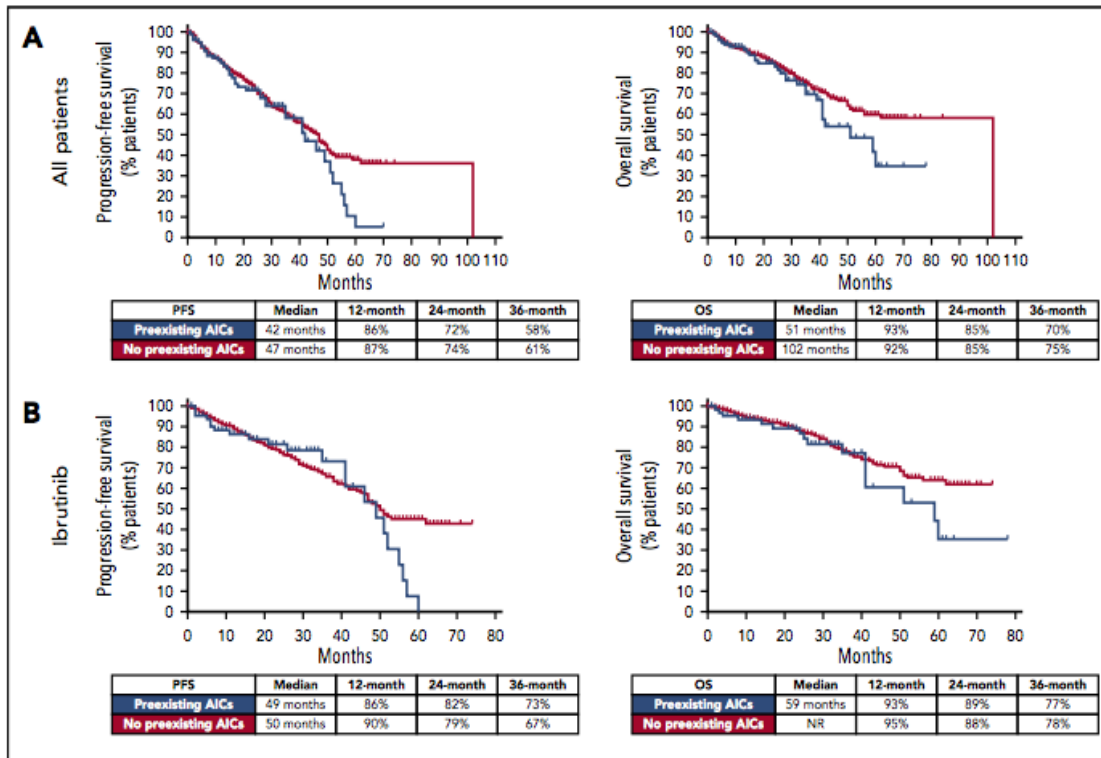 A
All patients
Progression-free survival
(% patients)
100
90
80
70
60
50
40
30
20
10
0
0 10 20 30 40 50 60 70 80 90 100 110
Months
PFS Median 12-month 24-month 36-month
Preexisting AICs 42 months 86% 72% 58%
No preexisting AICs 47 months 87% 74% 61%
Overall survival
(% patients)
100
90
80
70
60
50
40
30
20
10
0
0 10 20 30 40 50 60 70 80 90 100 110
Months
OS Median 12-month 24-month 36-month
Preexisting AICs 51 months 93% 85% 70%
No preexisting AICs 102 months 92% 85% 75%
B
Ibrutinib
Progression-free survival
(% patients)
100
90
80
70
60
50
40
30
20
10
0
0 10 20 30 40 50 60 70 80
Months
PFS Median 12-month 24-month 36-month
Preexisting AICs 49 months 86% 82% 73%
No preexisting AICs 50 months 90% 79% 67%
Overall survival
(% patients)
100
90
80
70
60
50
40
30
20
10
0
0 10 20 30 40 50 60 70 80
Months
OS Median 12-month 24-month 36-month
Preexisting AICs 59 months 93% 89% 77%
No preexisting AICs NR 95% 88% 78%